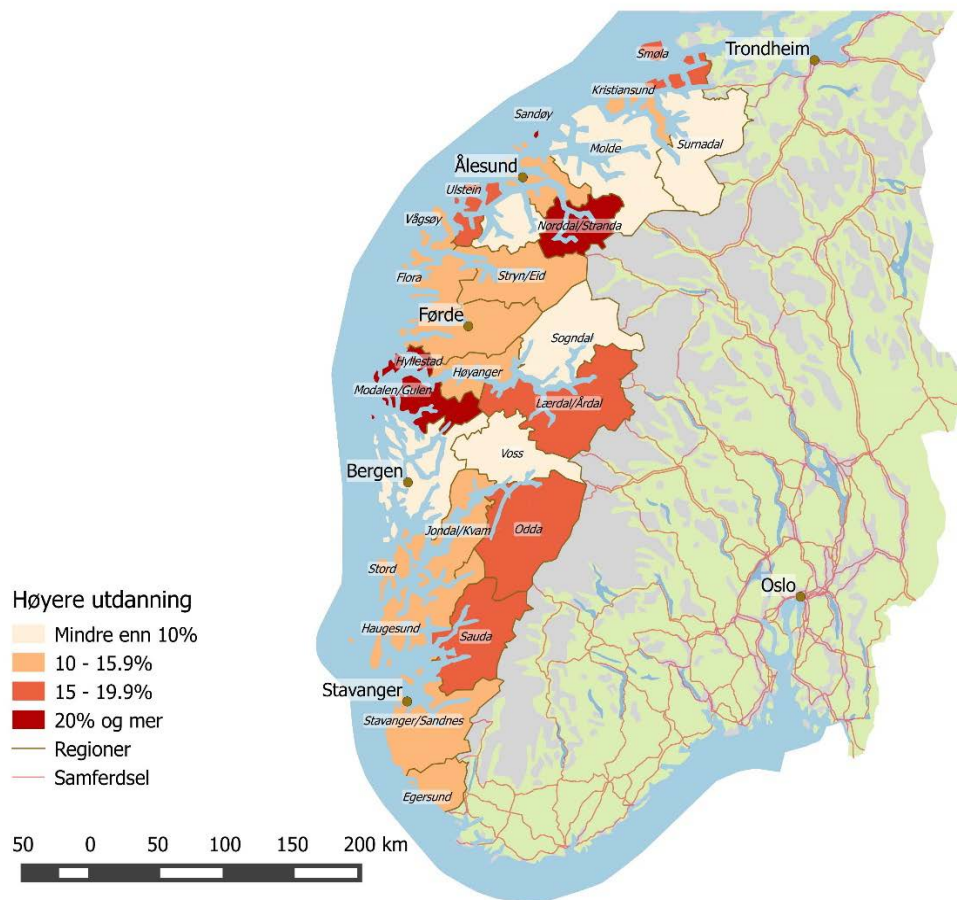 Trondheim
Smøla
Kristiansund
Sandøy
Molde
Surnadal
Ålesund
Ulstein
Vågsøy
Norddal/Stranda
Flora
Stryn/Eid
Førde
Sogndal
Hyllestad
Høyanger
Modalen/Gulen
Lærdal/Årdal
Voss
Bergen
Jondal/Kvam
Odda
Stord
Oslo
Haugesund
Sauda
Stavanger
Stavanger/Sandnes
Egersund
Høyere utdanning
Mindre enn 10%
10 - 15.9%
15 - 19.9%
20% og mer
Regioner
Samferdsel
50 0 50 100 150 200 km